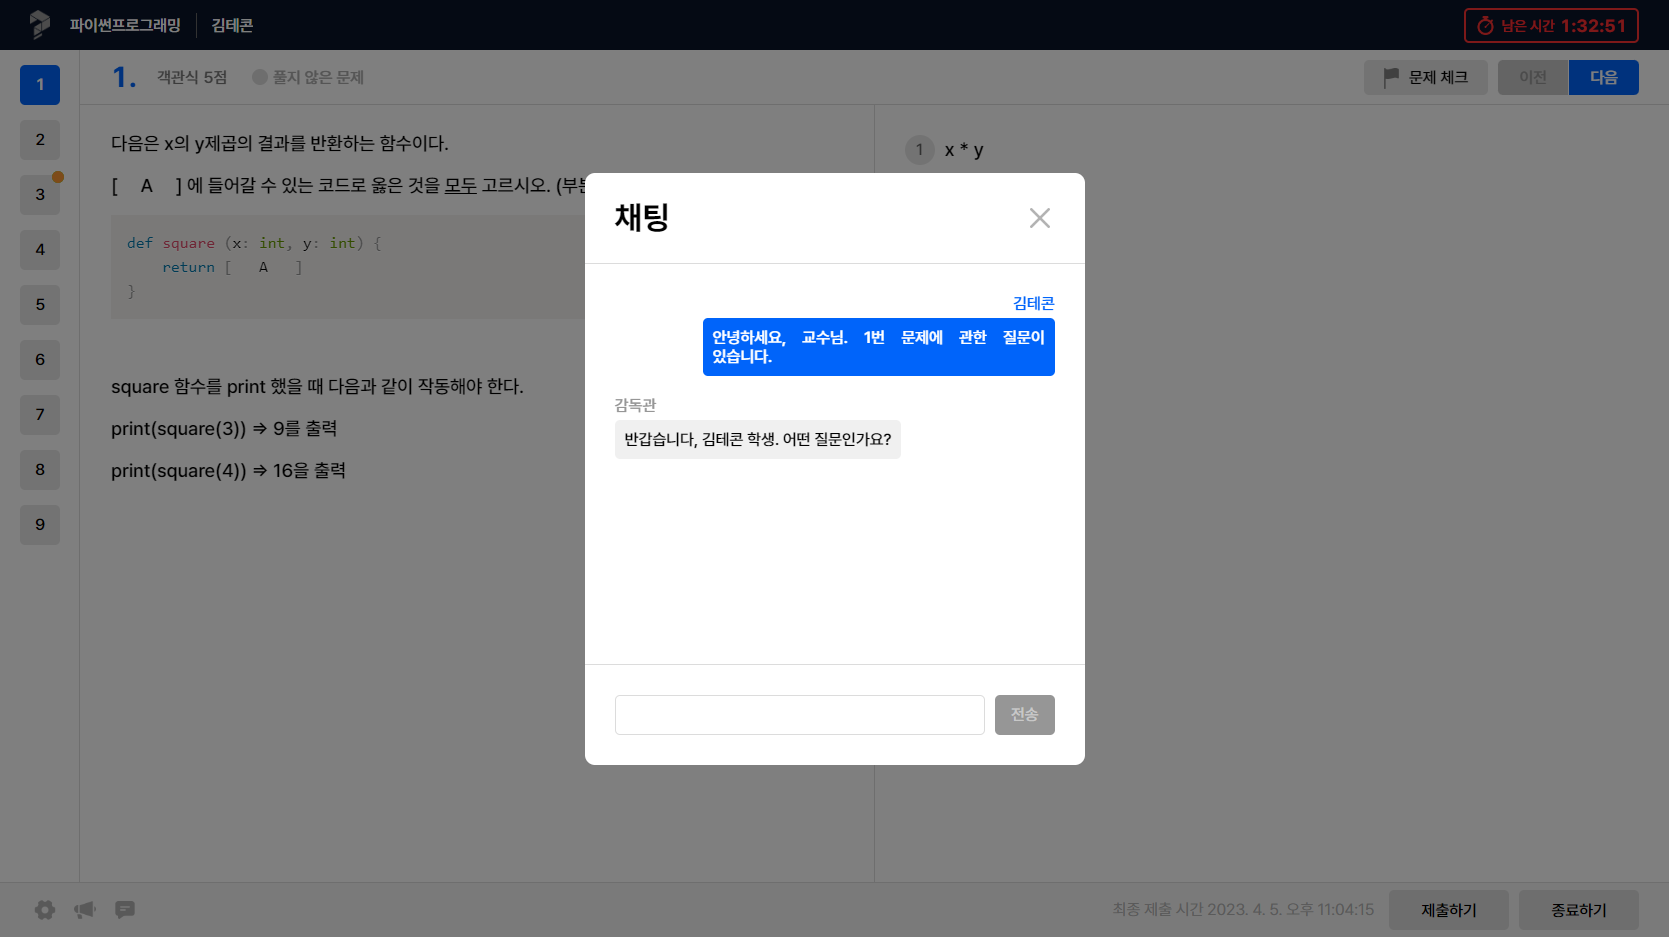 파이썬프로그래밍 김테콘
남은 시간 1:32:51
1
2
3
4
5
6
7
8
9
1. 객관식 5점 풀지 않은 문제
문제 체크
이전
다음
다음은 x의 y제곱의 결과를 반환하는 함수이다.
[ A ] 에 들어갈 수 있는 코드로 옳은 것을 모두 고르시오. (부분
def square (x: int, y: int) {
return [ A ]
}
square 함수를 print 했을 때 다음과 같이 작동해야 한다.
print(square(3)) => 9를 출력
print(square(4)) => 16을 출력
1 x * y
채팅
김테콘
안녕하세요, 교수님. 1번 문제에 관한 질문이
있습니다.
감독관
반갑습니다, 김테콘 학생. 어떤 질문인가요?
전송
최종 제출 시간 2023. 4. 5. 오후 11:04:15
제출하기
종료하기